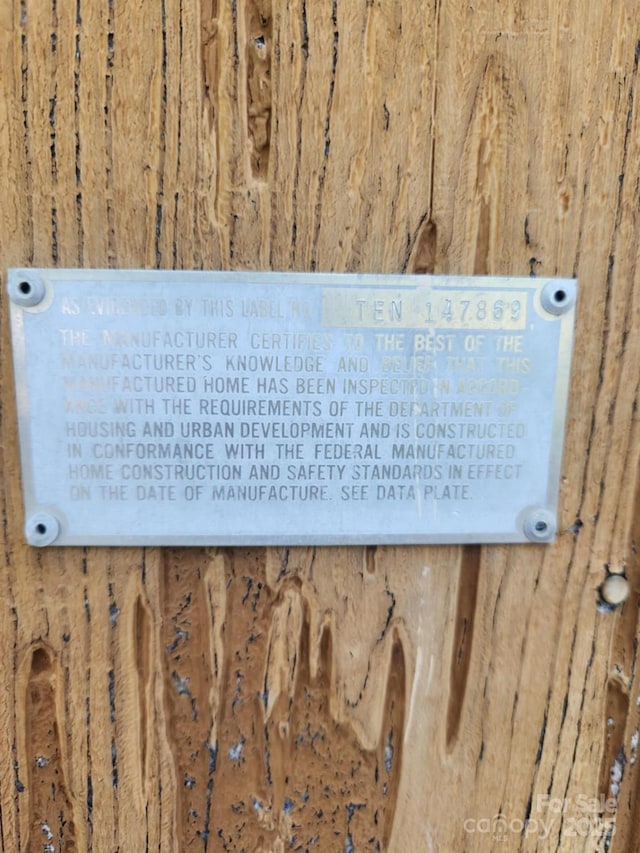 AS EVIDENCED BY THIS LABEL NO. TEN 147869
THE MANUFACTURER CERTIFIES TO THE BEST OF THE
MANUFACTURER'S KNOWLEDGE AND BELIEF THAT THIS
MANUFACTURED HOME HAS BEEN INSPECTED IN ACCORD-
ANCE WITH THE REQUIREMENTS OF THE DEPARTMENT OF
HOUSING AND URBAN DEVELOPMENT AND IS CONSTRUCTED
IN CONFORMANCE WITH THE FEDERAL MANUFACTURED
HOME CONSTRUCTION AND SAFETY STANDARDS IN EFFECT
ON THE DATE OF MANUFACTURE. SEE DATA PLATE.
For Sale
canopy 2025
MLS